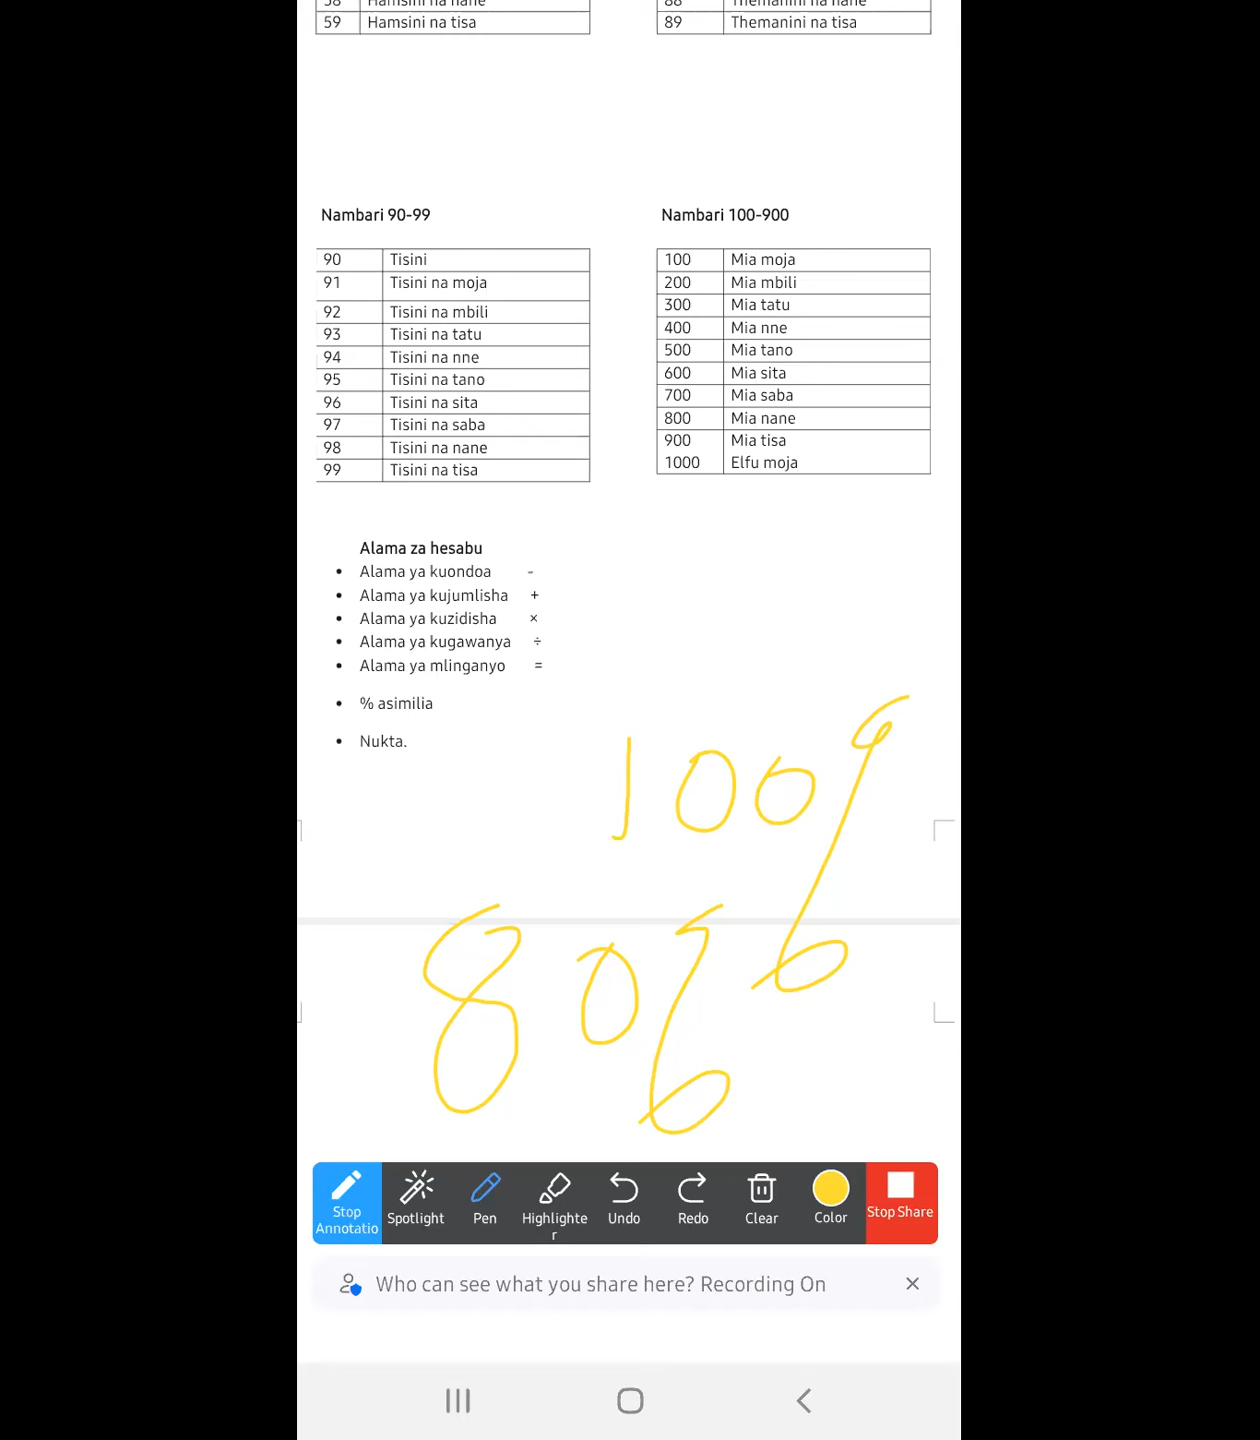 59 Hamsini na tisa
89 Themanini na tisa
Nambari 90-99
90 Tisini
91 Tisini na moja
92 Tisini na mbili
93 Tisini na tatu
94 Tisini na nne
95 Tisini na tano
96 Tisini na sita
97 Tisini na saba
98 Tisini na nane
99 Tisini na tisa
Nambari 100-900
100 Mia moja
200 Mia mbili
300 Mia tatu
400 Mia nne
500 Mia tano
600 Mia sita
700 Mia saba
800 Mia nane
900 Mia tisa
1000 Elfu moja
Alama za hesabu
• Alama ya kuondoa -
• Alama ya kujumlisha +
• Alama ya kuzidisha ×
• Alama ya kugawanya ÷
• Alama ya mlinganyo =
• % asimilia
• Nukta.
100%
80%
Stop Annotatio
Spotlight
Pen
Highlighte
r
Undo
Redo
Clear
Color
Stop Share
Who can see what you share here? Recording On